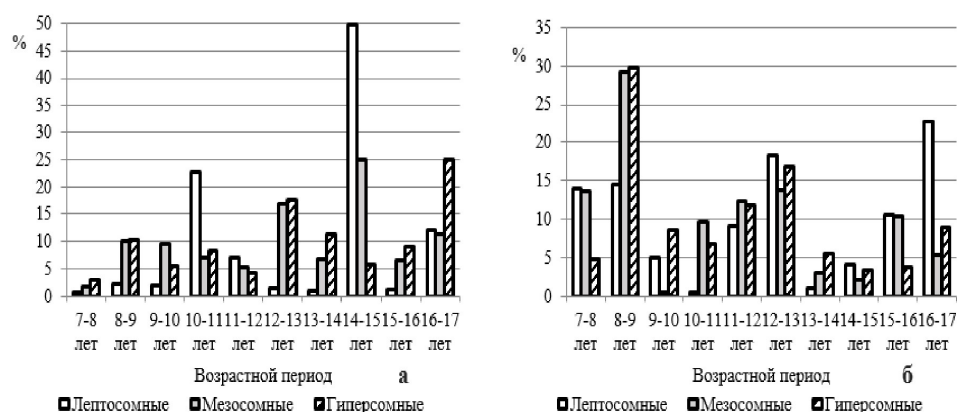 50
45
%
40
35
30
25
20
15
10
5
0
7-8 8-9 9-10 10-11 11-12 12-13 13-14 14-15 15-16 16-17
лет лет лет лет лет лет лет лет лет лет
Возрастной период а
Лептосомные Мезосомные Гиперсомные
35
%
30
25
20
15
10
5
0
7-8 8-9 9-10 10-11 11-12 12-13 13-14 14-15 15-16 16-17
лет лет лет лет лет лет лет лет лет лет
Возрастной период б
Лептосомные Мезосомные Гиперсомные